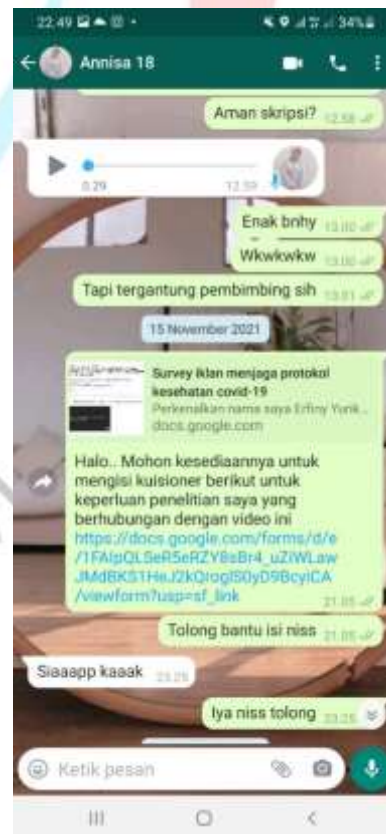 22:49
34%
Annisa 18
Aman skripsi? 12.58
0.29 12.59
Enak bnhy 13.00
Wkwkwkw 13.00
Tapi tergantung pembimbing sih 13.01
15 November 2021
Survey iklan menjaga protokol
kesehatan covid-19
Perkenalkan nama saya Erfiny Yunk...
docs.google.com
Halo.. Mohon kesediaannya untuk
mengisi kuisioner berikut untuk
keperluan penelitian saya yang
berhubungan dengan video ini
https://docs.google.com/forms/d/e
/viewform?usp=sf_link
21.05
Tolong bantu isi niss 21.05
Siaaapp kaaak 23.25
Iya niss tolong 23.25
Ketik pesan